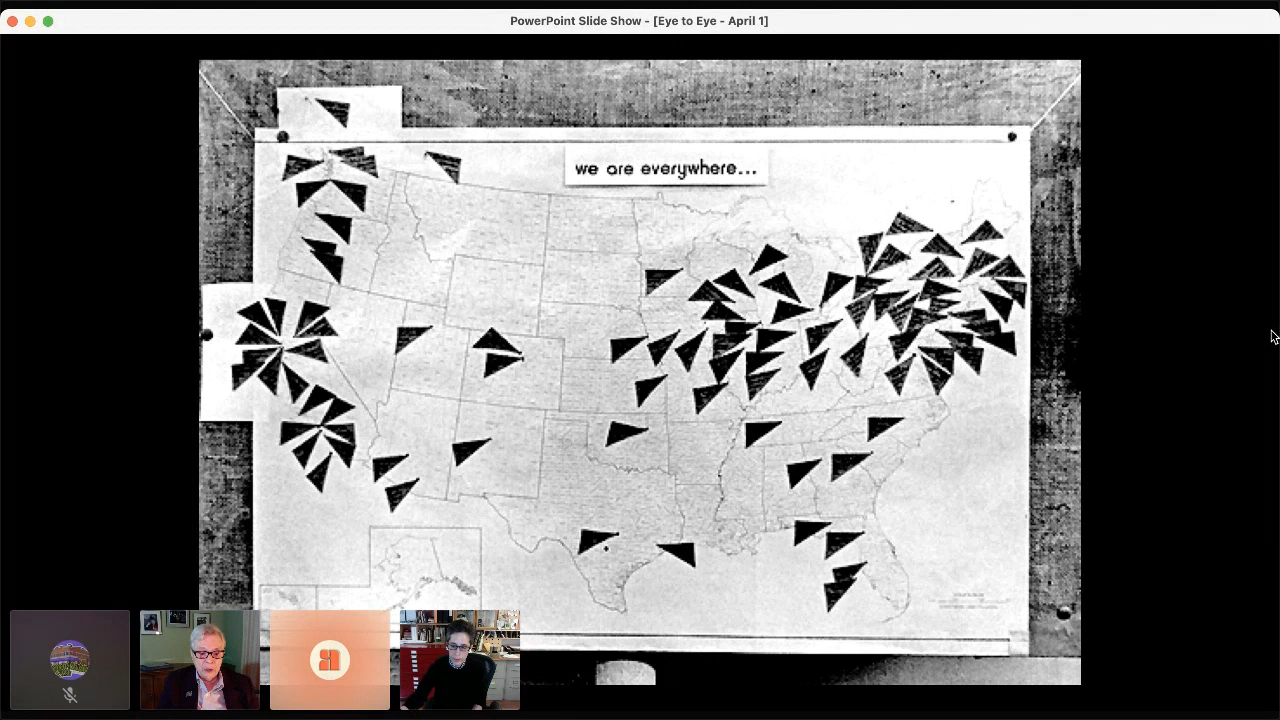 PowerPoint Slide Show - [Eye to Eye - April 1]
we are everywhere...